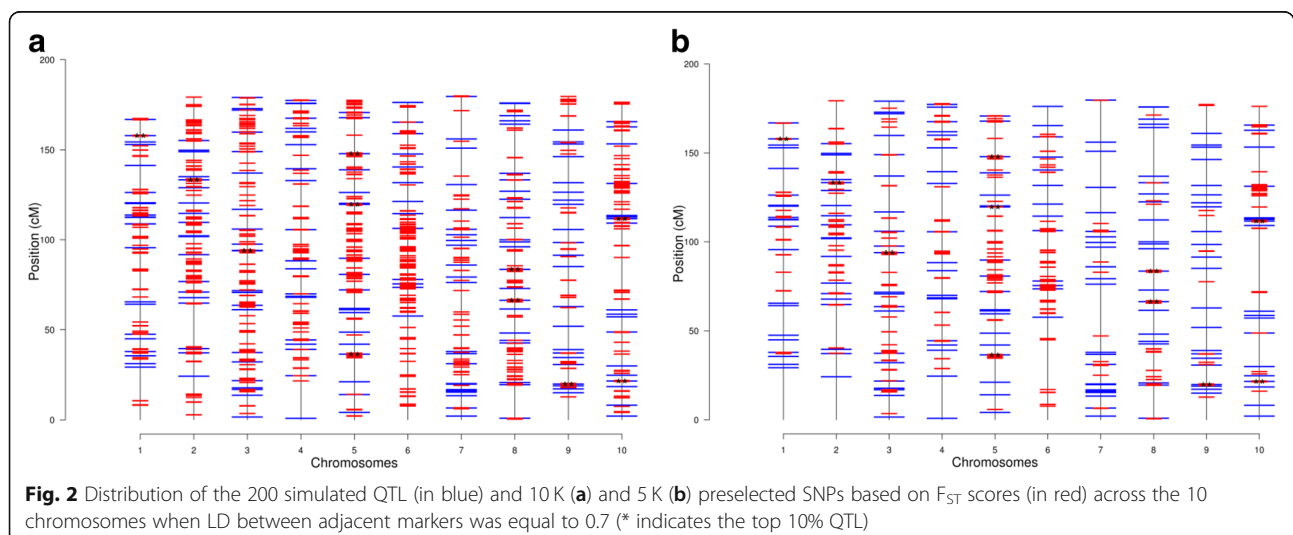 a
b
200
150
100
50
0
Position (cM)
1 2 3 4 5 6 7 8 9 10
Chromosomes
200
150
100
50
0
Position (cM)
1 2 3 4 5 6 7 8 9 10
Chromosomes
Fig. 2 Distribution of the 200 simulated QTL (in blue) and 10 K (a) and 5 K (b) preselected SNPs based on FST scores (in red) across the 10
chromosomes when LD between adjacent markers was equal to 0.7 (* indicates the top 10% QTL)